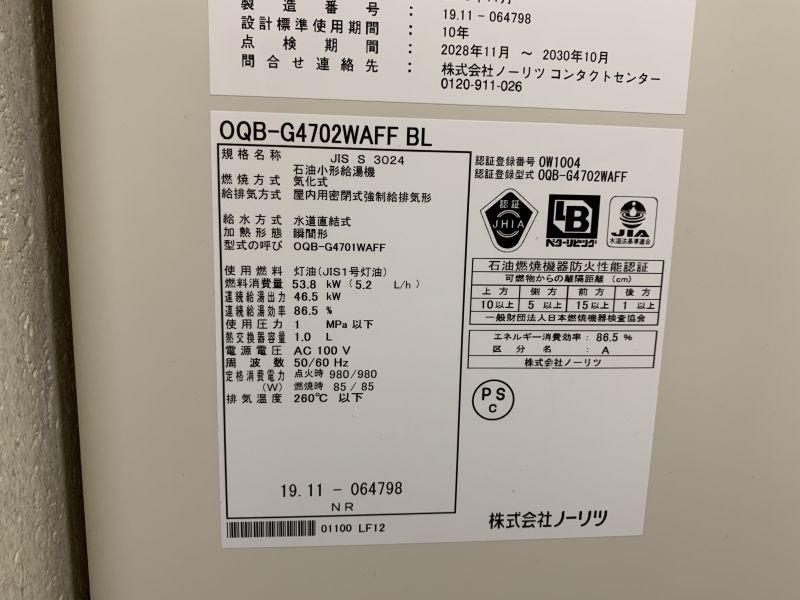 製造番号 : 19.11 - 064798
設計標準使用期間 : 10年
点検期間 : 2028年11月 ～ 2030年10月
問合せ連絡先 : 株式会社ノーリツ コンタクトセンター
0120-911-026
OQB-G4702WAFF BL
規格名称 JIS S 3024
石油小形給湯機
燃焼方式 気化式
給排気方式 屋内用密閉式強制給排気形
給水方式 水道直結式
加熱形態 瞬間形
型式の呼び OQB-G4701WAFF
使用燃料 灯油(JIS1号灯油)
燃料消費量 53.8 kW ( 5.2 L/h )
連続給湯出力 46.5 kW
連続給湯効率 86.5 %
使用圧力 1 MPa 以下
熱交換器容量 1.0 L
電源電圧 AC 100 V
周波数 50/60 Hz
定格消費電力 点火時 980/980
(W) 燃焼時 85/85
排気温度 260℃ 以下
19.11 - 064798
NR
01100 LF12
認証登録番号 OW1004
認証登録型式 OQB-G4702WAFF
認証
JHIA
BL
ベターリビング
JIA
水道法基準適合
石油燃焼機器防火性能認証
可燃物からの離隔距離 (cm)
上方 側方 前方 後方
10以上 5以上 15以上 1以上
一般財団法人日本燃焼機器検査協会
エネルギー消費効率 : 86.5 %
区分名 : A
株式会社ノーリツ
PS
C
株式会社ノーリツ